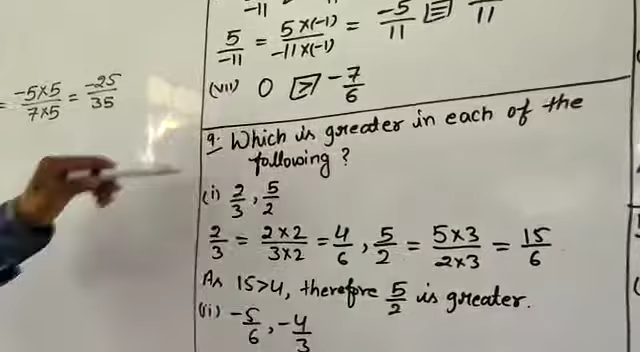 -11
11
5/-11 = 5×(-1)/-11×(-1) = -5/11 =
(vii) 0 > -7/6
= -5×5/7×5 = -25/35
9. Which is greater in each of the
following?
(i) 2/3, 5/2
2/3 = 2×2/3×2 = 4/6, 5/2 = 5×3/2×3 = 15/6
As 15>4, therefore 5/2 is greater.
(ii) -5/6, -4/3